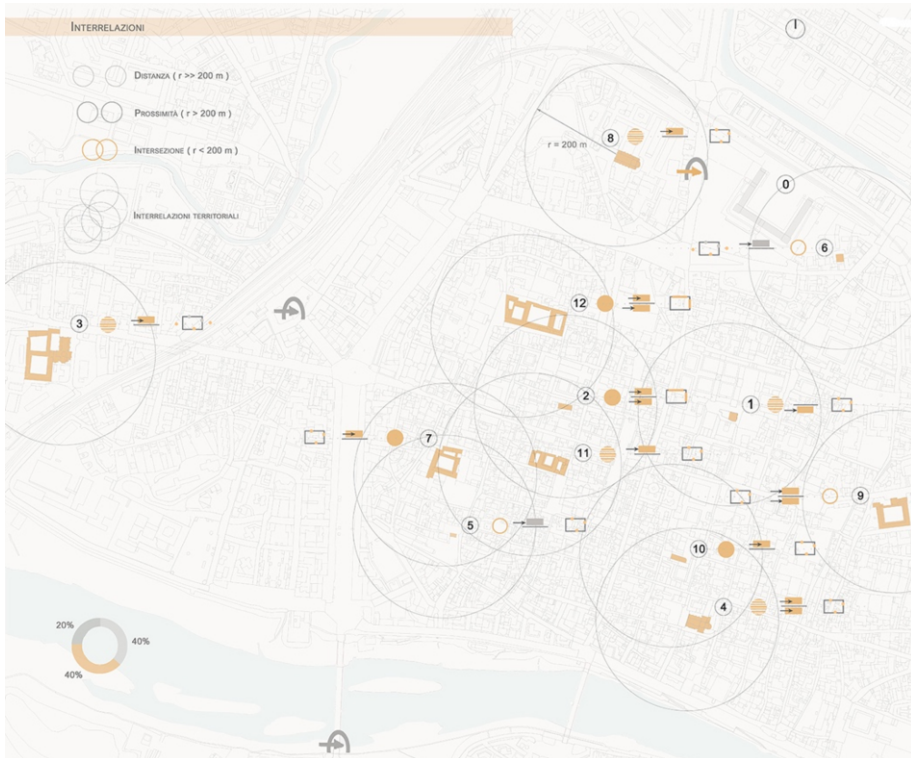 INTERRELAZIONI
DISTANZA ( r >> 200 m )
PROSSIMITÀ ( r > 200 m )
INTERSEZIONE ( r < 200 m )
INTERRELAZIONI TERRITORIALI
8
r = 200 m
0
6
12
3
2
1
7
11
9
5
10
4
20%
40%
40%